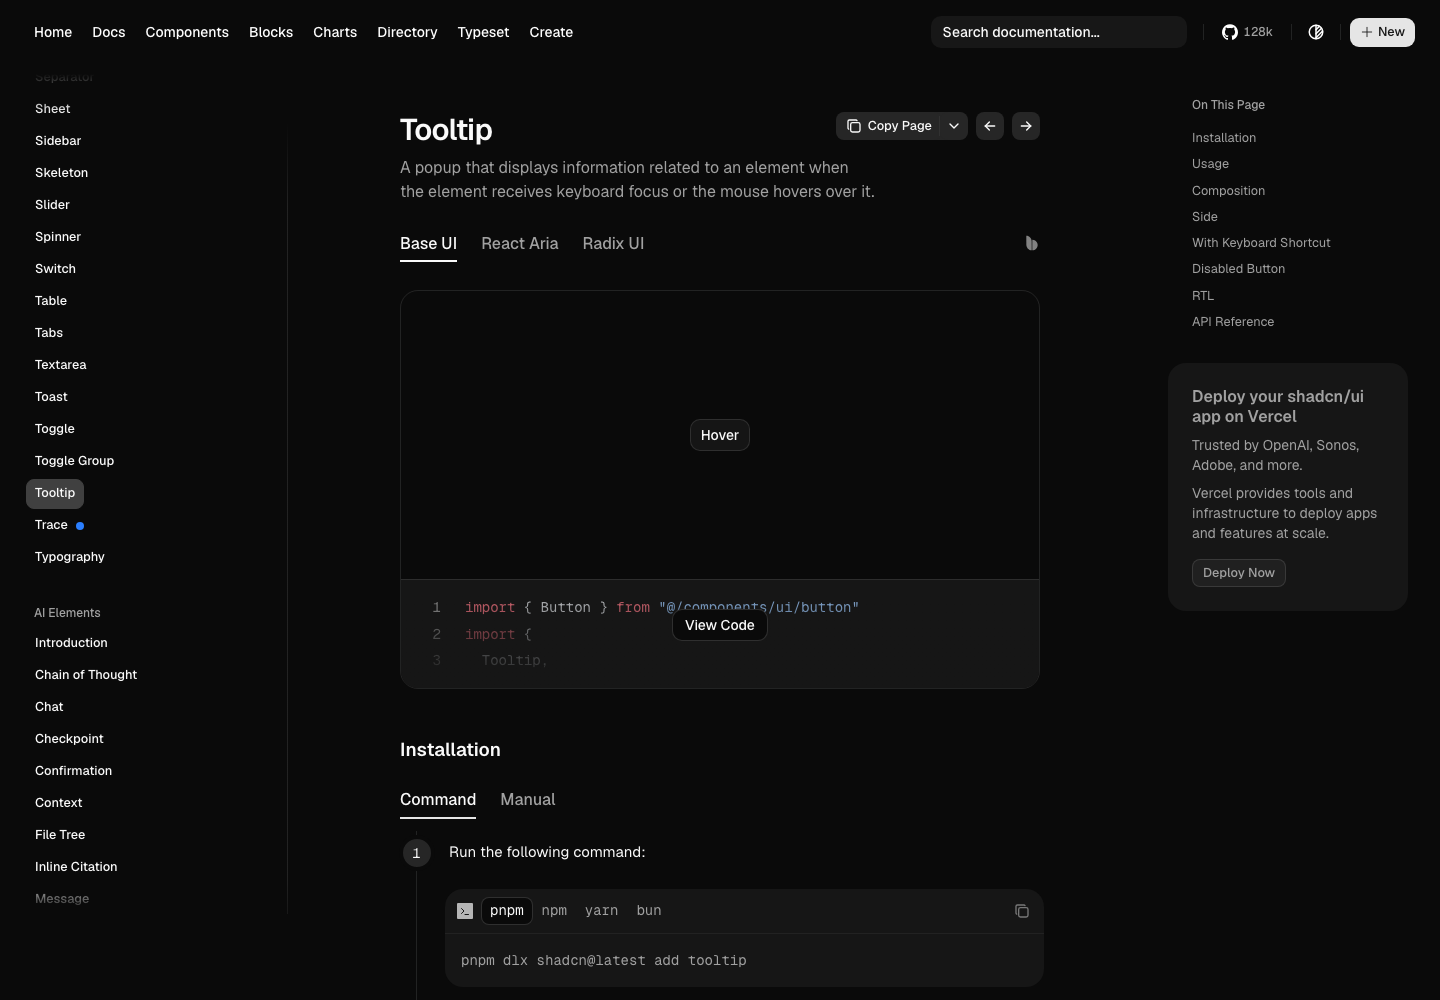 Home Docs Components Blocks Charts Directory Typeset Create
Search documentation...
128k
New
Separator
Sheet
Sidebar
Skeleton
Slider
Spinner
Switch
Table
Tabs
Textarea
Toast
Toggle
Toggle Group
Tooltip
Trace
Typography
AI Elements
Introduction
Chain of Thought
Chat
Checkpoint
Confirmation
Context
File Tree
Inline Citation
Message
Tooltip
Copy Page
A popup that displays information related to an element when
the element receives keyboard focus or the mouse hovers over it.
Base UI React Aria Radix UI
Hover
1 import { Button } from "@/components/ui/button"
2 import {
3 Tooltip,
View Code
Installation
Command Manual
1 Run the following command:
pnpm npm yarn bun
pnpm dlx shadcn@latest add tooltip
On This Page
Installation
Usage
Composition
Side
With Keyboard Shortcut
Disabled Button
RTL
API Reference
Deploy your shadcn/ui
app on Vercel
Trusted by OpenAI, Sonos,
Adobe, and more.
Vercel provides tools and
infrastructure to deploy apps
and features at scale.
Deploy Now